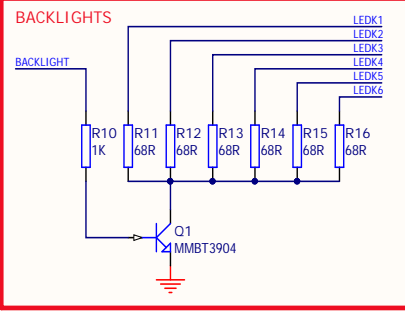 BACKLIGHTS
LEDK1
LEDK2
LEDK3
BACKLIGHT
LEDK4
LEDK5
LEDK6
R10 R11 R12 R13 R14 R15 R16
1K 68R 68R 68R 68R 68R 68R
Q1
MMBT3904